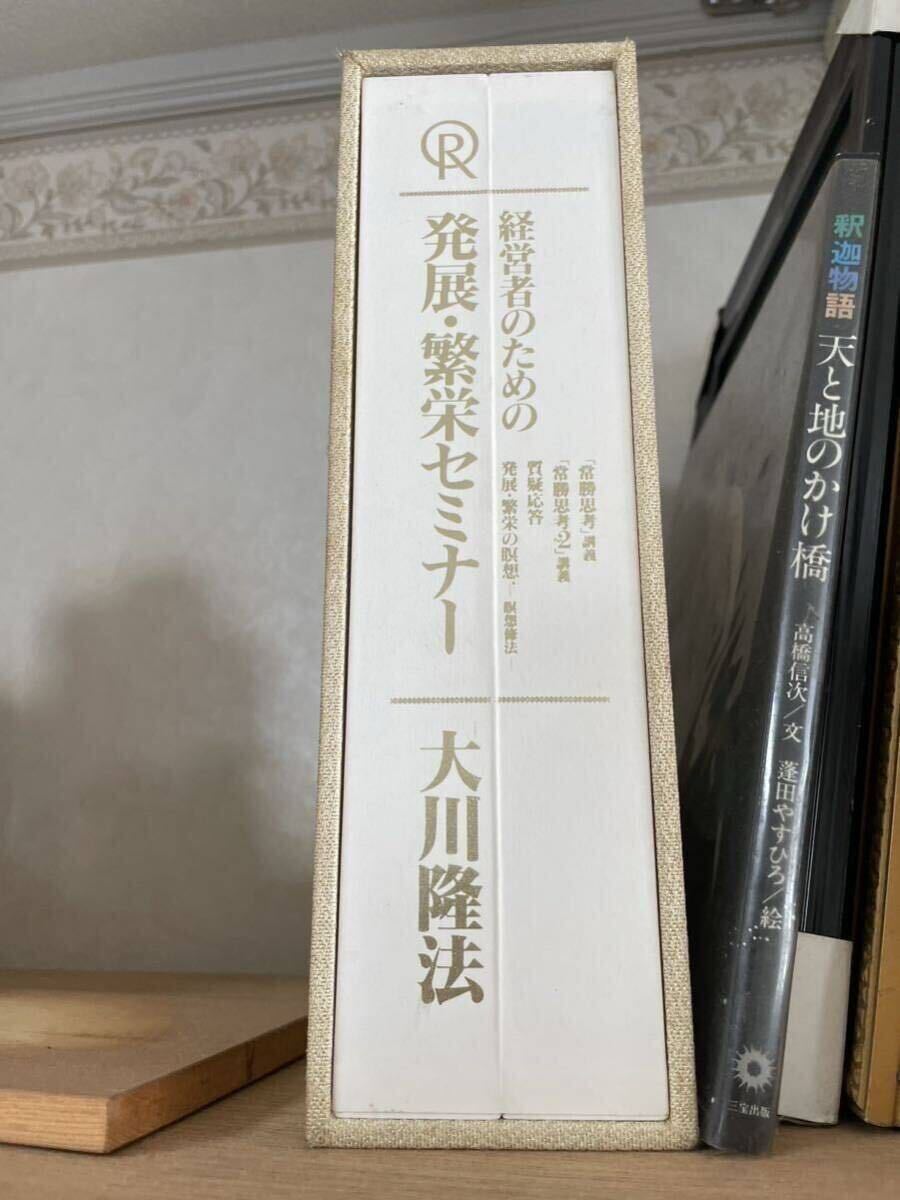 R
経営者のための
発展・繁栄セミナー
「常勝思考」講義
「常勝思考2」講義
質疑応答
発展・繁栄の瞑想 ― 瞑想修法
大川隆法
釈迦物語 天と地のかけ橋 高橋信次/文 蓬田やすひろ/絵
三宝出版